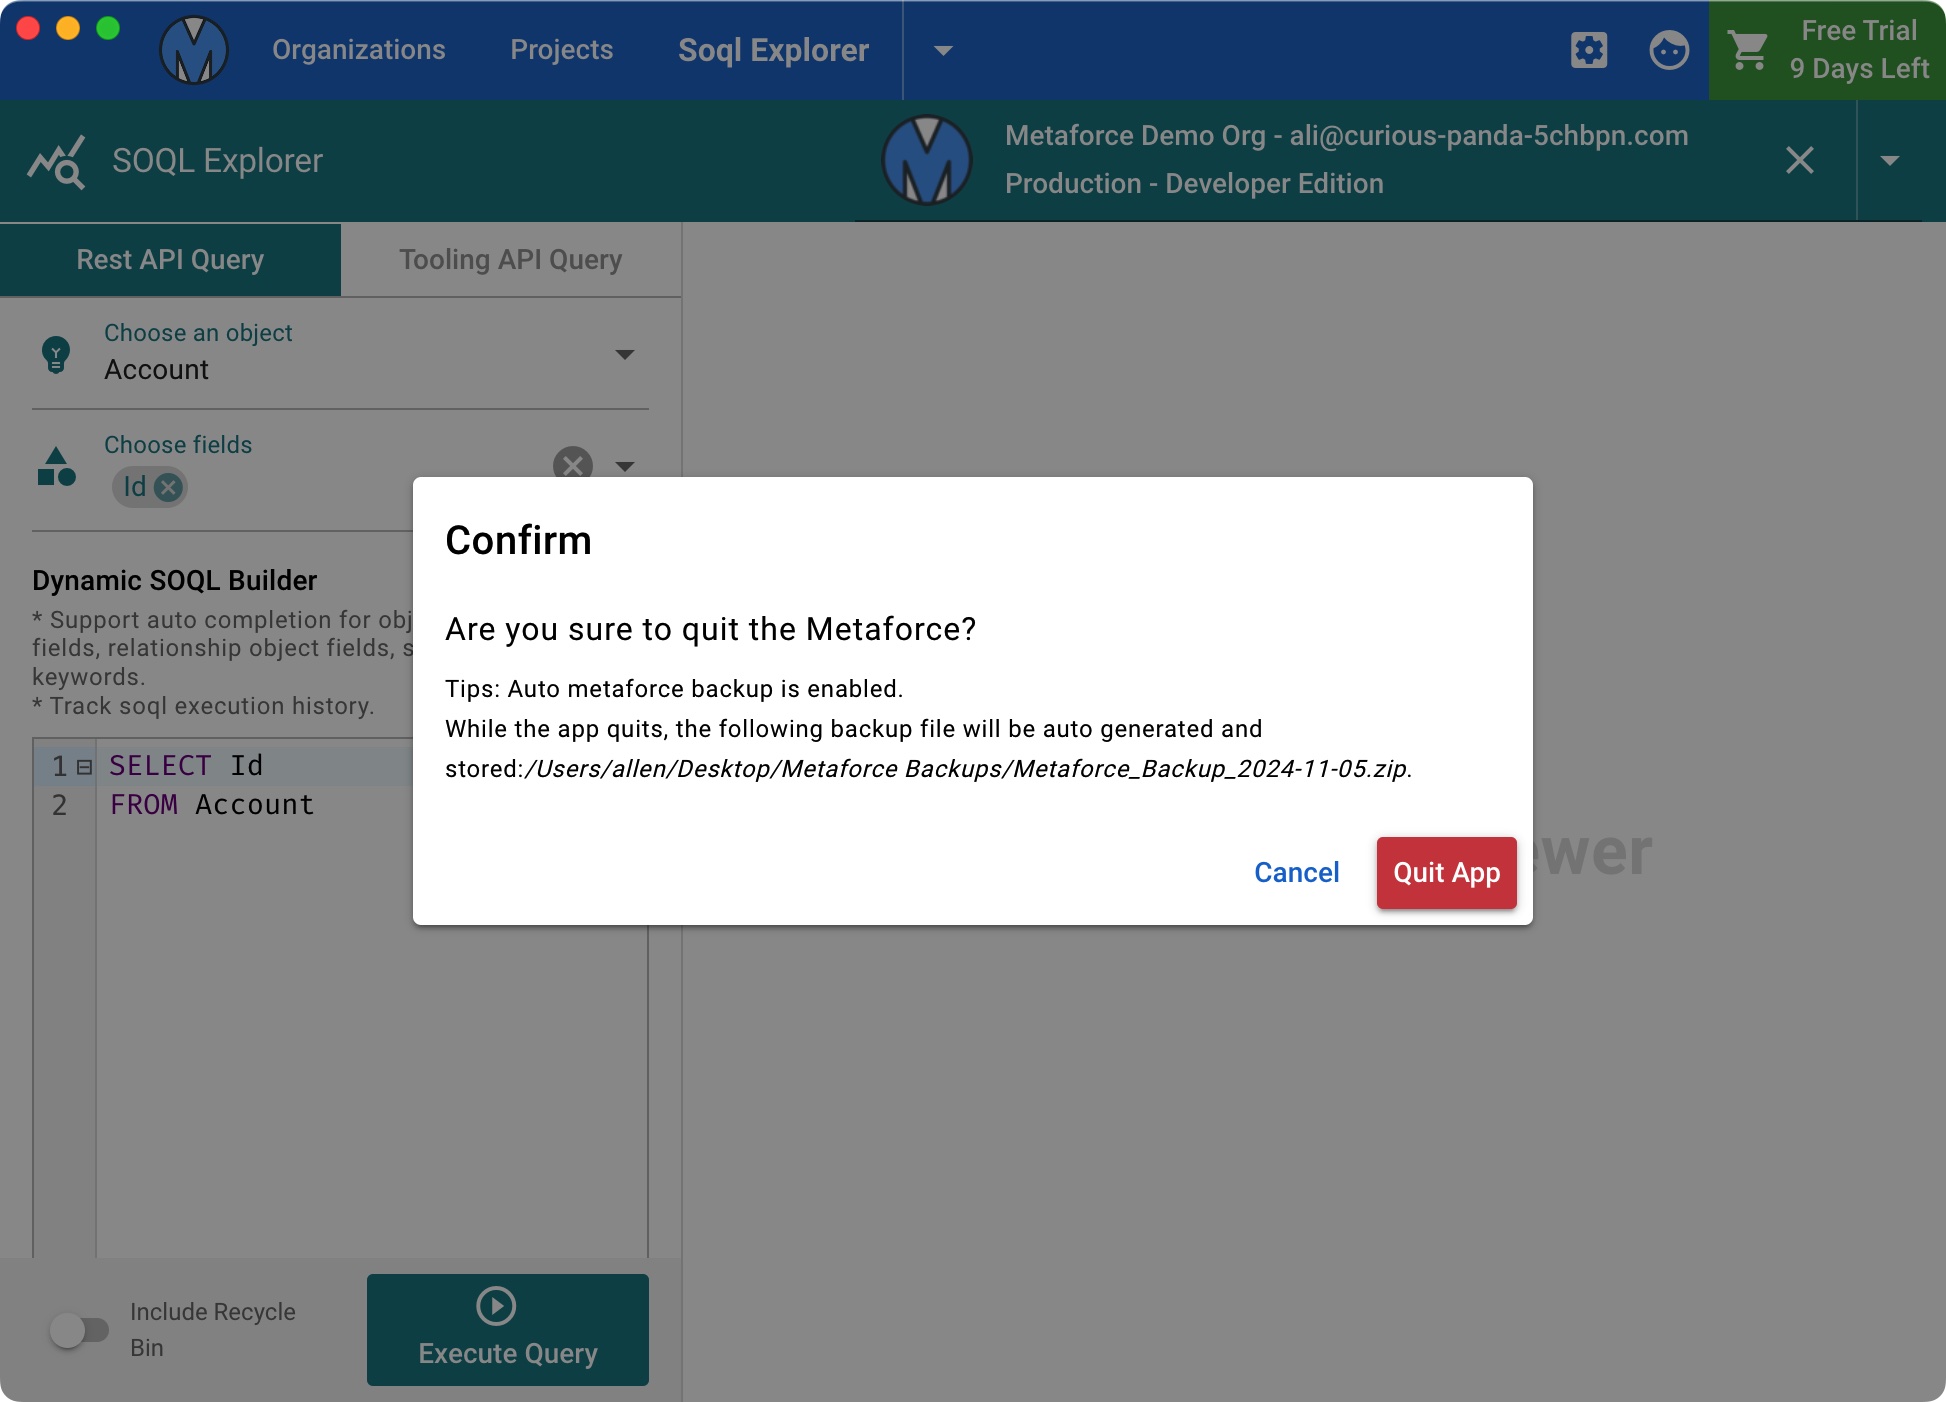 Organizations
Projects
Soql Explorer
Free Trial
9 Days Left
SOQL Explorer
Metaforce Demo Org - ali@curious-panda-5chbpn.com
Production - Developer Edition
Rest API Query
Tooling API Query
Choose an object
Account
Choose fields
Id
Dynamic SOQL Builder
* Support auto completion for obj
fields, relationship object fields, s
keywords.
* Track soql execution history.
1 SELECT Id
2 FROM Account
Confirm
Are you sure to quit the Metaforce?
Tips: Auto metaforce backup is enabled.
While the app quits, the following backup file will be auto generated and
stored:/Users/allen/Desktop/Metaforce Backups/Metaforce_Backup_2024-11-05.zip.
Cancel
Quit App
Include Recycle
Bin
Execute Query